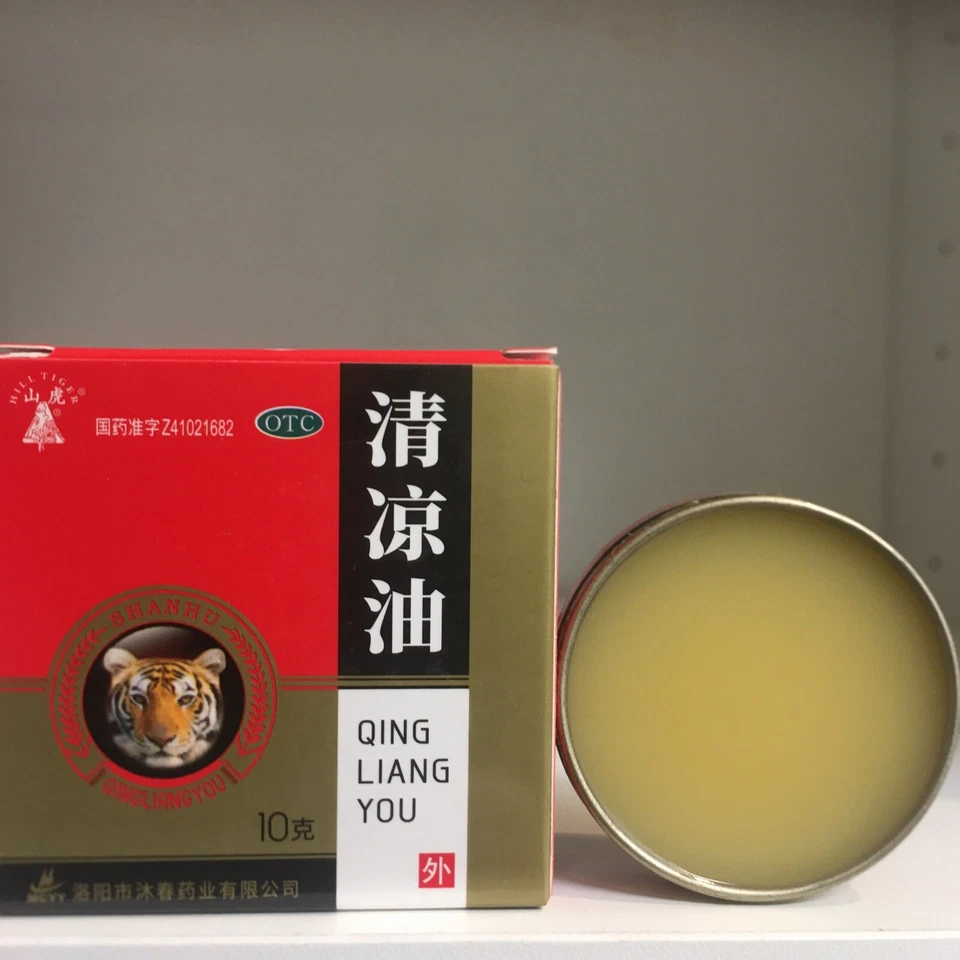 HILL TIGER®
山虎
®
国药准字Z41021682
OTC
清凉油
SHANHU
QINGLIANGYOU
QING
LIANG
YOU
10克
外
洛阳市沐春药业有限公司